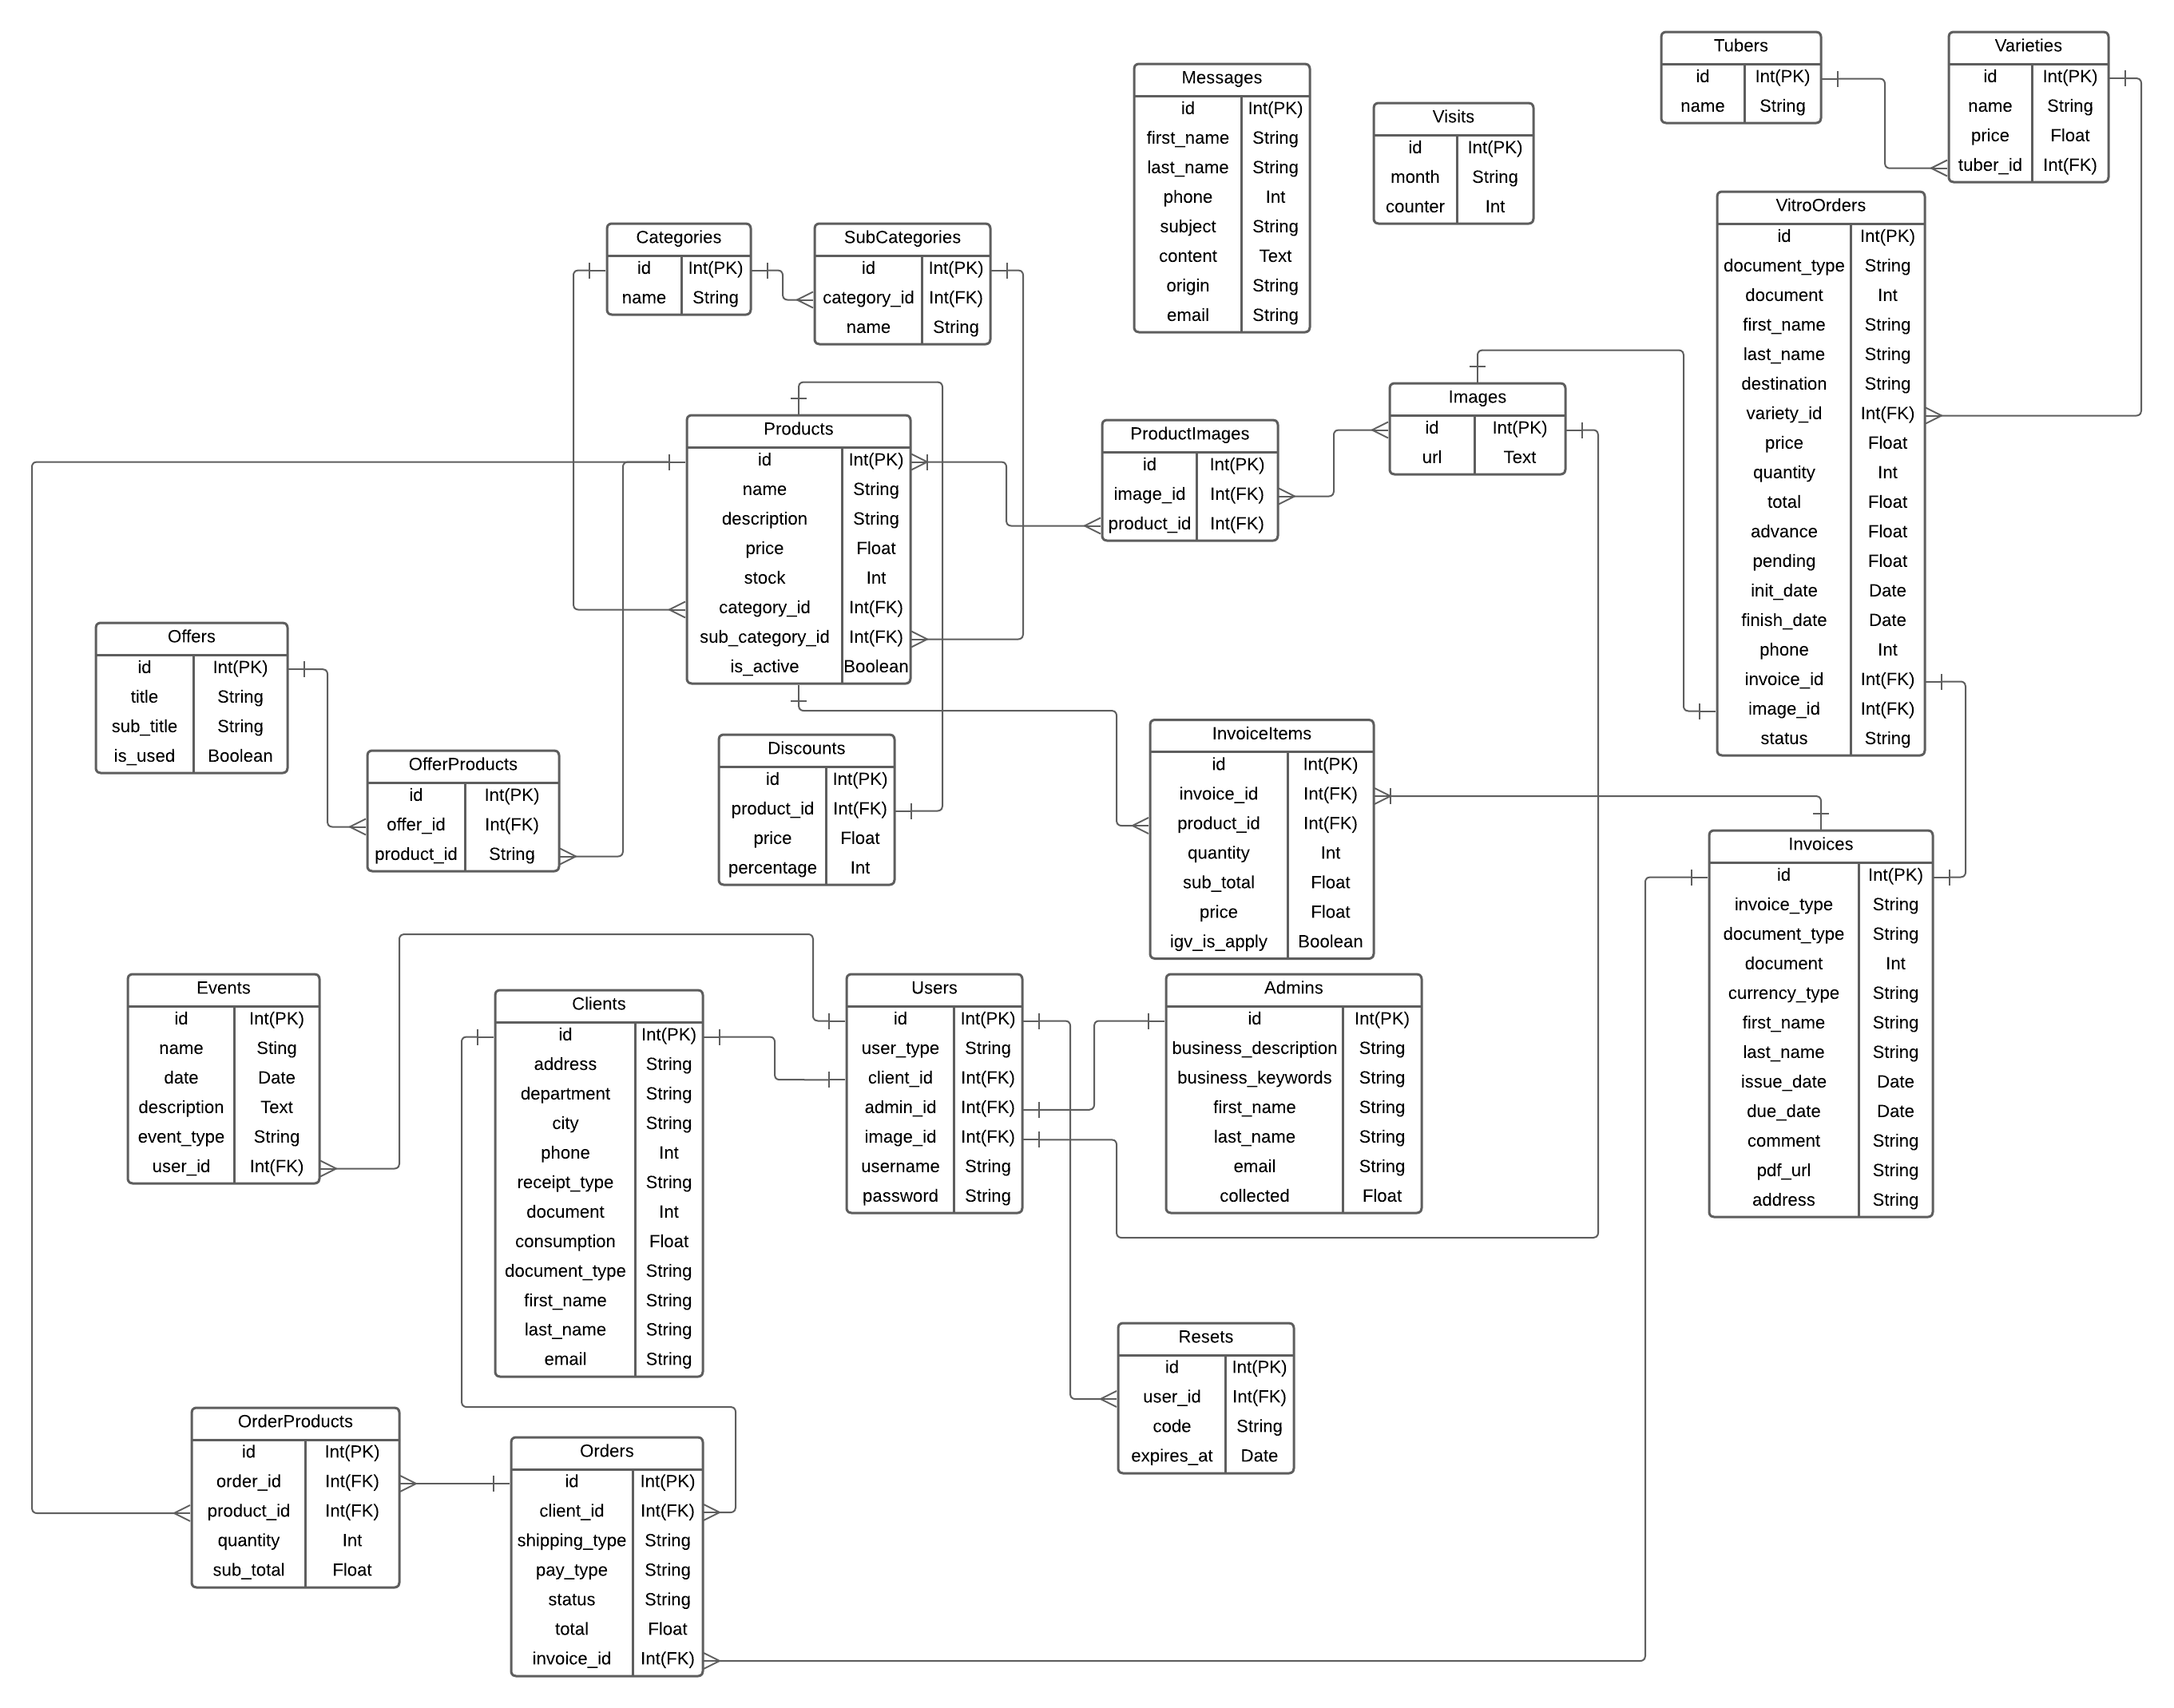 Tubers
id Int(PK)
name String
Varieties
id Int(PK)
name String
price Float
tuber_id Int(FK)
Messages
id Int(PK)
first_name String
last_name String
phone Int
subject String
content Text
origin String
email String
Visits
id Int(PK)
month String
counter Int
VitroOrders
id Int(PK)
document_type String
document Int
first_name String
last_name String
destination String
variety_id Int(FK)
price Float
quantity Int
total Float
advance Float
pending Float
init_date Date
finish_date Date
phone Int
invoice_id Int(FK)
image_id Int(FK)
status String
Categories
id Int(PK)
name String
SubCategories
id Int(PK)
category_id Int(FK)
name String
Images
id Int(PK)
url Text
Products
id Int(PK)
name String
description String
price Float
stock Int
category_id Int(FK)
sub_category_id Int(FK)
is_active Boolean
ProductImages
id Int(PK)
image_id Int(FK)
product_id Int(FK)
Offers
id Int(PK)
title String
sub_title String
is_used Boolean
OfferProducts
id Int(PK)
offer_id Int(FK)
product_id String
Discounts
id Int(PK)
product_id Int(FK)
price Float
percentage Int
InvoiceItems
id Int(PK)
invoice_id Int(FK)
product_id Int(FK)
quantity Int
sub_total Float
price Float
igv_is_apply Boolean
Invoices
id Int(PK)
invoice_type String
document_type String
document Int
currency_type String
first_name String
last_name String
issue_date Date
due_date Date
comment String
pdf_url String
address String
Events
id Int(PK)
name Sting
date Date
description Text
event_type String
user_id Int(FK)
Clients
id Int(PK)
address String
department String
city String
phone Int
receipt_type String
document Int
consumption Float
document_type String
first_name String
last_name String
email String
Users
id Int(PK)
user_type String
client_id Int(FK)
admin_id Int(FK)
image_id Int(FK)
username String
password String
Admins
id Int(PK)
business_description String
business_keywords String
first_name String
last_name String
email String
collected Float
Resets
id Int(PK)
user_id Int(FK)
code String
expires_at Date
OrderProducts
id Int(PK)
order_id Int(FK)
product_id Int(FK)
quantity Int
sub_total Float
Orders
id Int(PK)
client_id Int(FK)
shipping_type String
pay_type String
status String
total Float
invoice_id Int(FK)